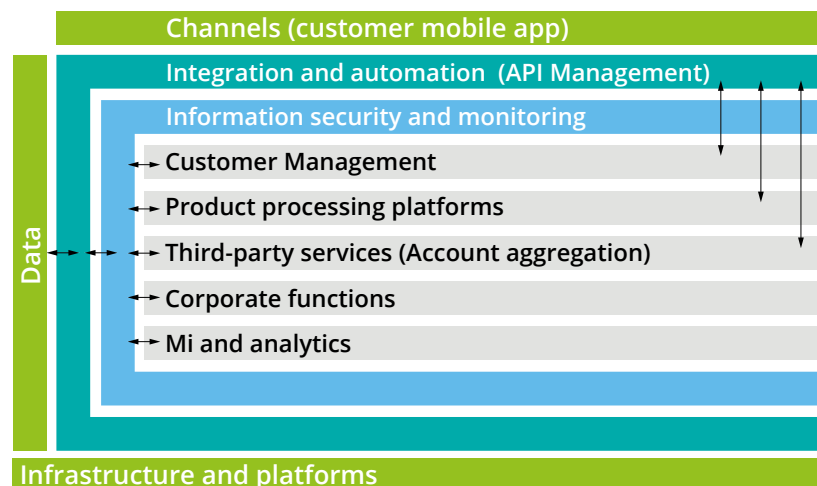 Channels (customer mobile app)
Integration and automation (API Management)
Information security and monitoring
Customer Management
Product processing platforms
Third-party services (Account aggregation)
Corporate functions
Mi and analytics
Data
Infrastructure and platforms